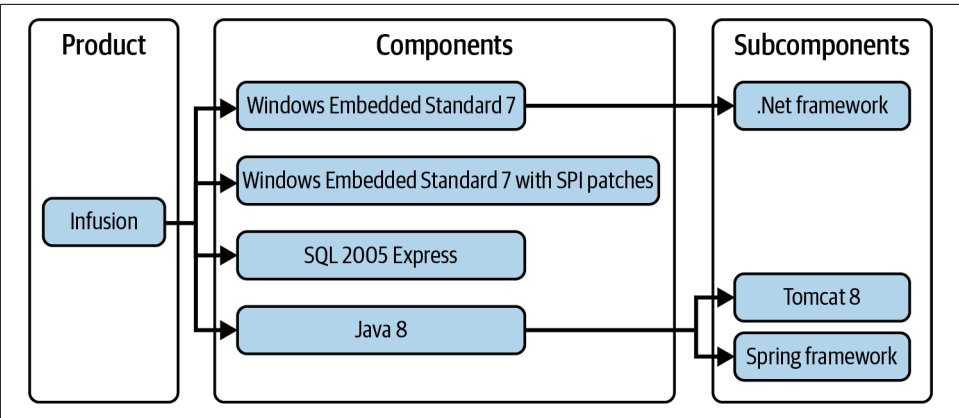 Product
Components
Subcomponents
Infusion
Windows Embedded Standard 7
Windows Embedded Standard 7 with SPI patches
SQL 2005 Express
Java 8
.Net framework
Tomcat 8
Spring framework